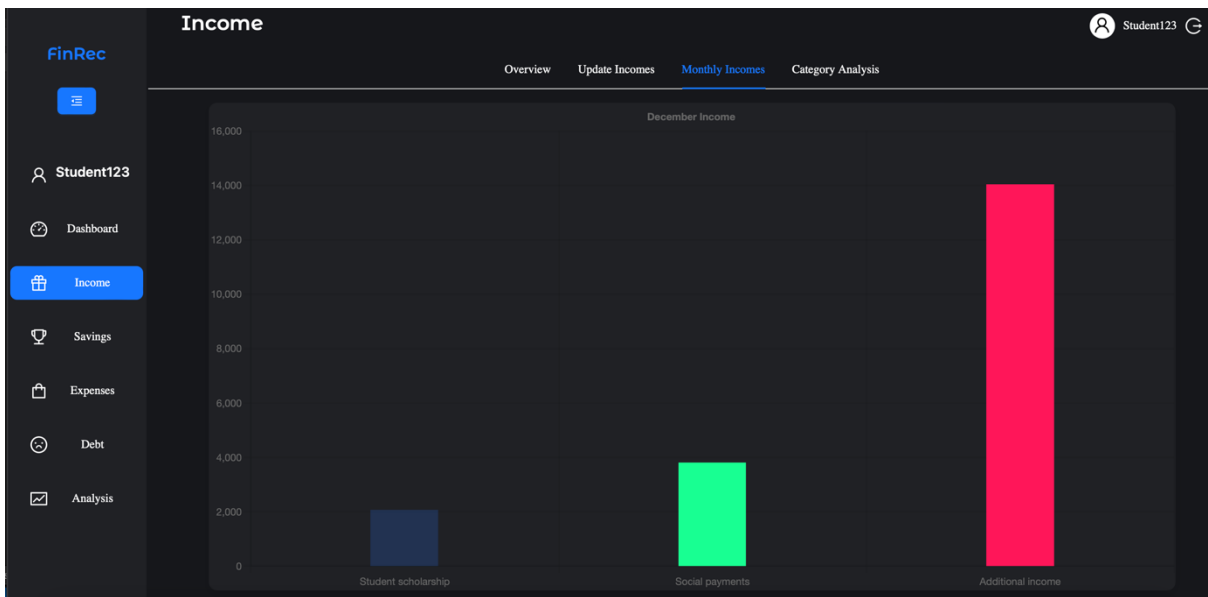 Income
Student123
FinRec
Overview
Update Incomes
Monthly Incomes
Category Analysis
Student123
Dashboard
Income
Savings
Expenses
Debt
Analysis
December Income
16,000
14,000
12,000
10,000
8,000
6,000
4,000
2,000
0
Student scholarship
Social payments
Additional income